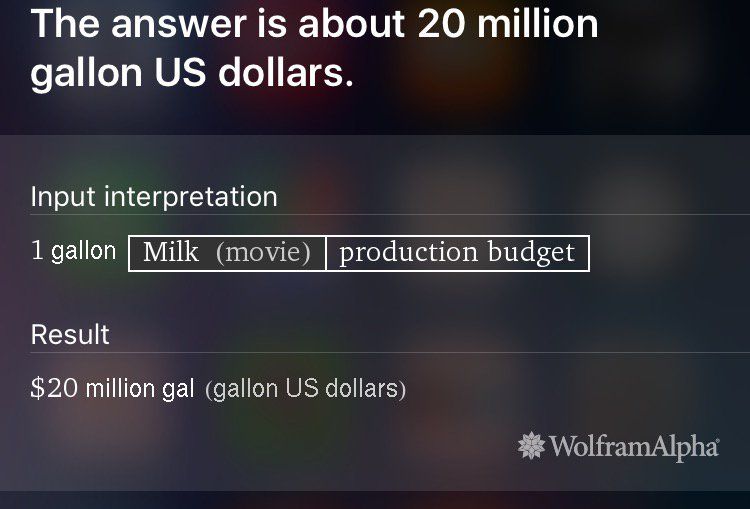 The answer is about 20 million
gallon US dollars.
Input interpretation
1 gallon Milk (movie) production budget
Result
$20 million gal (gallon US dollars)
WolframAlpha